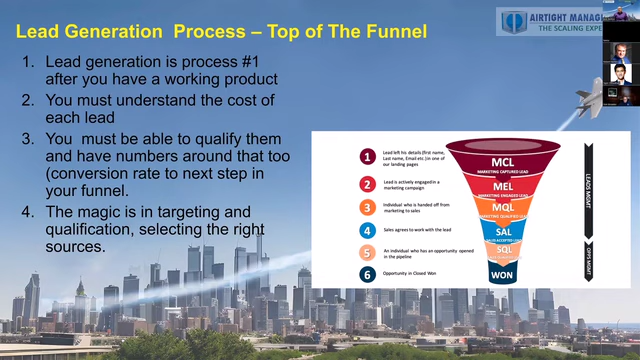 Lead Generation  Process – Top of The Funnel
AIRTIGHT MANAG
THE SCALING EXPE
1. Lead generation is process #1
after you have a working product
2. You must understand the cost of
each lead
3. You  must be able to qualify them
and have numbers around that too
(conversion rate to next step in
your funnel.
4. The magic is in targeting and
qualification, selecting the right
sources.
1
Lead left his details (first name,
Last name, Email etc.) in one of
our landing pages
2
Lead is actively engaged in a
marketing campaign
3
Individual who is handed off from
marketing to sales
4
Sales agrees to work with the lead
5
An individual who has an opportunity opened
in the pipeline
6
Opportunity in Closed Won
MCL
MARKETING CAPTURED LEAD
MEL
MARKETING ENGAGED LEAD
MQL
MARKETING QUALIFIED LEAD
SAL
SALES ACCEPTED LEAD
SQL
WON
LEADS MGMT
OPPS MGMT